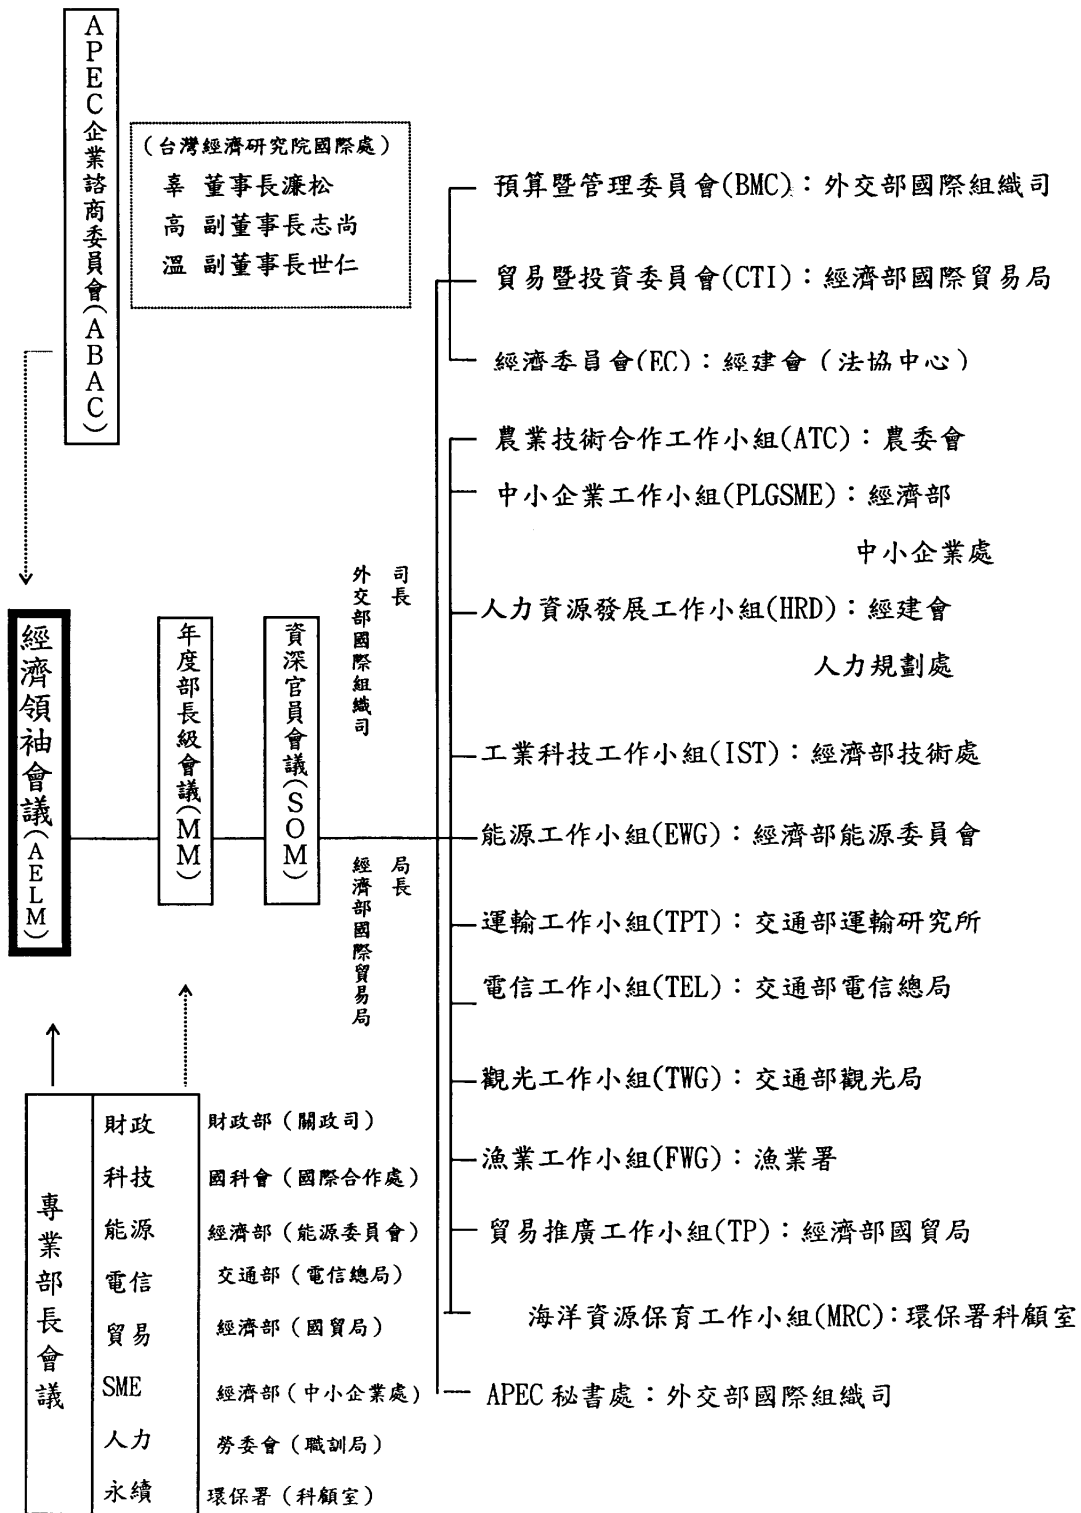 APEC企業諮商委員會(ABAC)
(台灣經濟研究院國際處)
辜 董事長濂松
高 副董事長志尚
溫 副董事長世仁
經濟領袖會議(AELM)
年度部長級會議(MM)
資深官員會議(SOM)
外交部國際組織司
司長
經濟部國際貿易局
局長
預算暨管理委員會(BMC)：外交部國際組織司
貿易暨投資委員會(CTI)：經濟部國際貿易局
經濟委員會(EC)：經建會（法協中心）
農業技術合作工作小組(ATC)：農委會
中小企業工作小組(PLGSME)：經濟部
中小企業處
人力資源發展工作小組(HRD)：經建會
人力規劃處
工業科技工作小組(IST)：經濟部技術處
能源工作小組(EWG)：經濟部能源委員會
運輸工作小組(TPT)：交通部運輸研究所
電信工作小組(TEL)：交通部電信總局
觀光工作小組(TWG)：交通部觀光局
漁業工作小組(FWG)：漁業署
貿易推廣工作小組(TP)：經濟部國貿局
海洋資源保育工作小組(MRC)：環保署科顧室
APEC 秘書處：外交部國際組織司
專業部長會議
財政 財政部（關政司）
科技 國科會（國際合作處）
能源 經濟部（能源委員會）
電信 交通部（電信總局）
貿易 經濟部（國貿局）
SME 經濟部（中小企業處）
人力 勞委會（職訓局）
永續 環保署（科顧室）